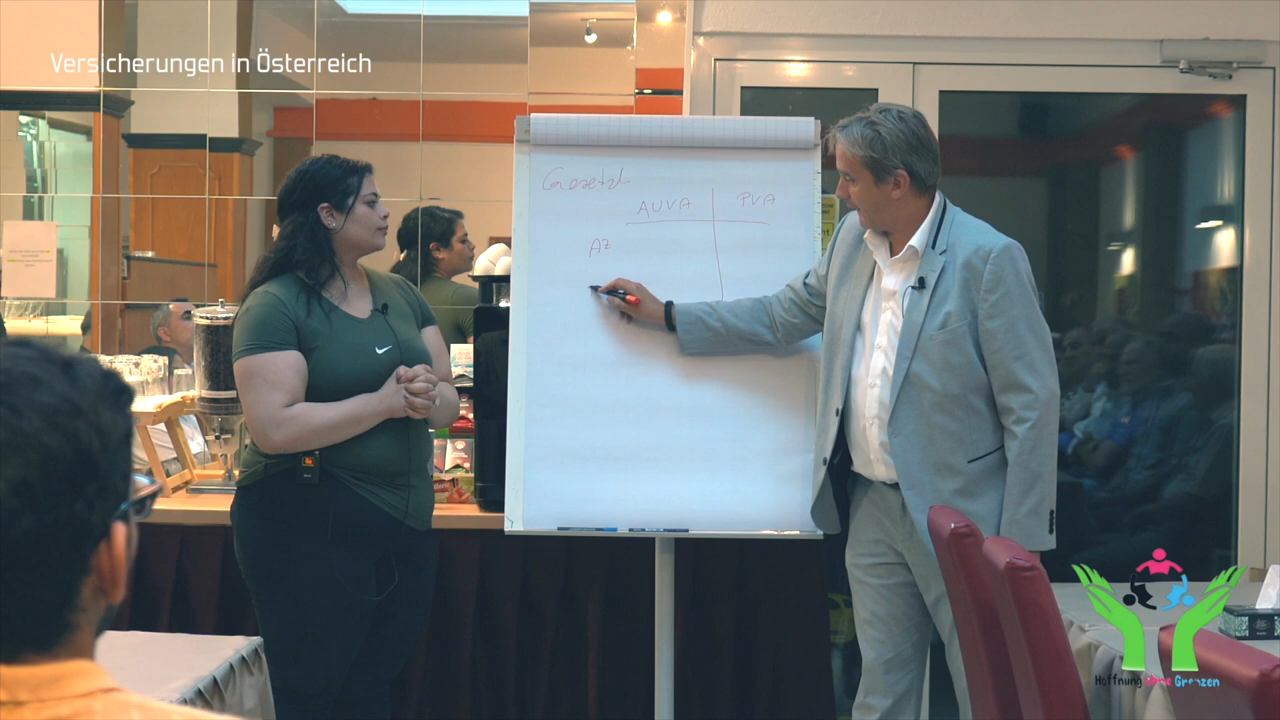 Versicherungen in Österreich
Gesetzl
AUVA PVA
AZ
Hoffnung Ohne Grenzen